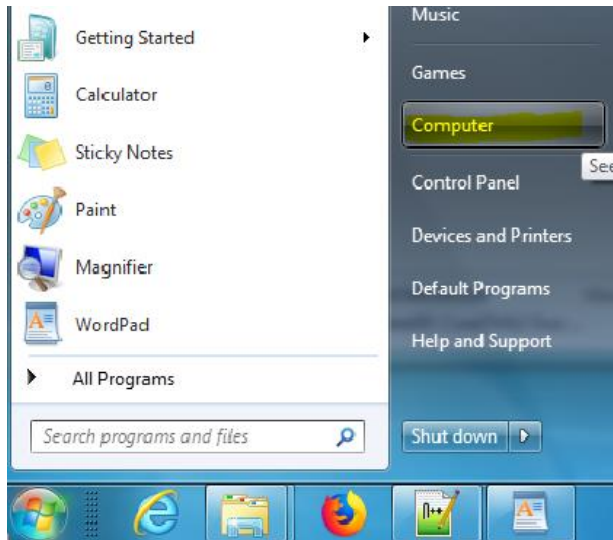 Getting Started
Calculator
Sticky Notes
Paint
Magnifier
WordPad
All Programs
Search programs and files
Music
Games
Computer
See
Control Panel
Devices and Printers
Default Programs
Help and Support
Shut down